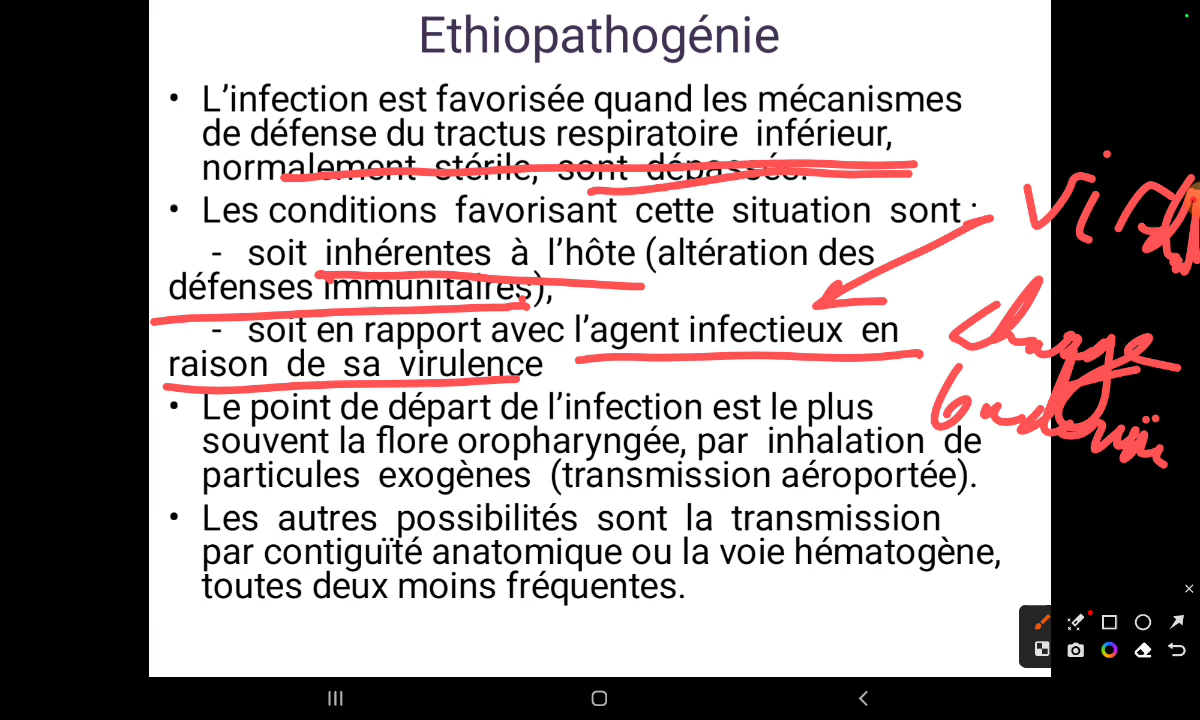 Ethiopathogénie
• L’infection est favorisée quand les mécanismes
de défense du tractus respiratoire inférieur,
normalement stérile, sont dépassés.
• Les conditions favorisant cette situation sont :
- soit inhérentes à l’hôte (altération des
défenses immunitaires),
- soit en rapport avec l’agent infectieux en
raison de sa virulence
• Le point de départ de l’infection est le plus
souvent la flore oropharyngée, par inhalation de
particules exogènes (transmission aéroportée).
• Les autres possibilités sont la transmission
par contiguïté anatomique ou la voie hématogène,
toutes deux moins fréquentes.
charge